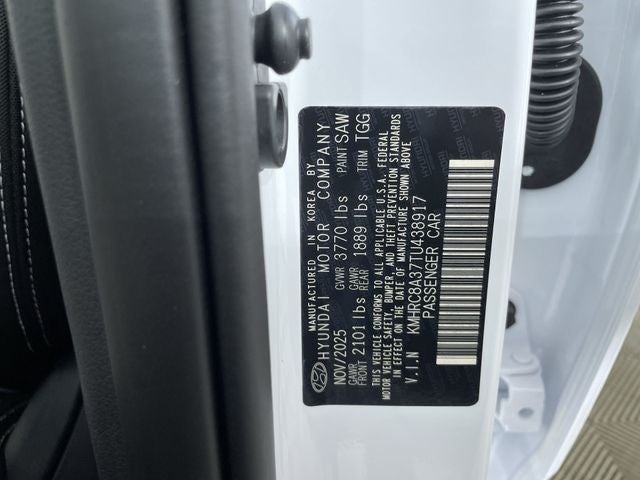 MANUFACTURED IN KOREA BY
HYUNDAI MOTOR COMPANY
NOV/2025 GVWR 3770 lbs PAINT SAW
GAWR FRONT 2101 lbs GAWR REAR 1889 lbs TRIM TGG
THIS VEHICLE CONFORMS TO ALL APPLICABLE U.S.A. FEDERAL
MOTOR VEHICLE SAFETY, BUMPER, AND THEFT PREVENTION STANDARDS
IN EFFECT ON THE DATE OF MANUFACTURE SHOWN ABOVE
V.I.N KMHRC8A37TU438917
PASSENGER CAR